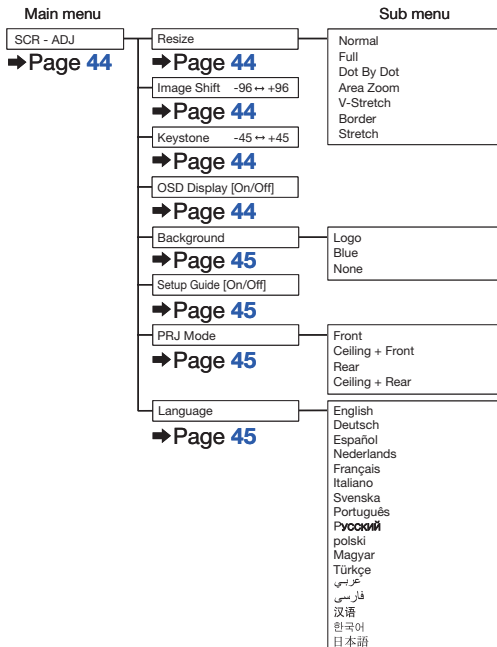 Main menu
Sub menu
SCR - ADJ
➡Page 44
Resize
➡Page 44
Normal
Full
Dot By Dot
Area Zoom
V-Stretch
Border
Stretch
Image Shift -96 ↔ +96
➡Page 44
Keystone -45 ↔ +45
➡Page 44
OSD Display [On/Off]
➡Page 44
Background
➡Page 45
Logo
Blue
None
Setup Guide [On/Off]
➡Page 45
PRJ Mode
➡Page 45
Front
Ceiling + Front
Rear
Ceiling + Rear
Language
➡Page 45
English
Deutsch
Español
Nederlands
Français
Italiano
Svenska
Português
Русский
polski
Magyar
Türkçe
عربي
فارسی
汉语
한국어
日本語